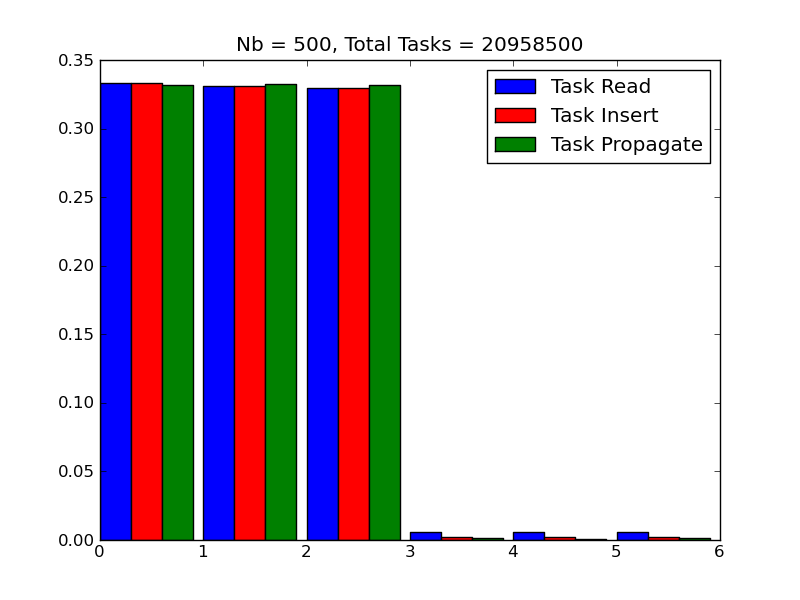 Nb = 500, Total Tasks = 20958500
0.35
0.30
0.25
0.20
0.15
0.10
0.05
0.00
0 1 2 3 4 5 6
Task Read
Task Insert
Task Propagate